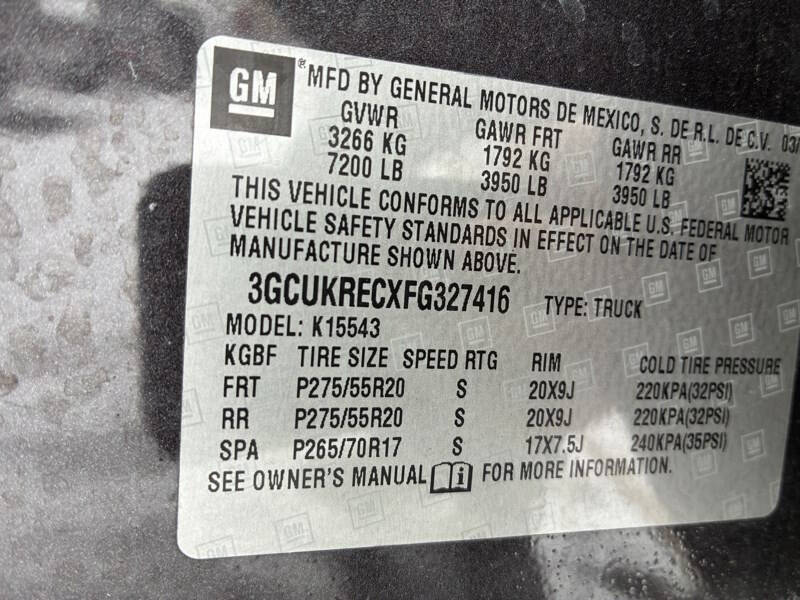 GM ® MFD BY GENERAL MOTORS DE MEXICO, S. DE R.L. DE C.V. 03/
GVWR GAWR FRT GAWR RR
3266 KG 1792 KG 1792 KG
7200 LB 3950 LB 3950 LB
THIS VEHICLE CONFORMS TO ALL APPLICABLE U.S. FEDERAL MOTOR
VEHICLE SAFETY STANDARDS IN EFFECT ON THE DATE OF
MANUFACTURE SHOWN ABOVE.
3GCUKRECXFG327416 TYPE: TRUCK
MODEL: K15543
KGBF TIRE SIZE SPEED RTG RIM COLD TIRE PRESSURE
FRT P275/55R20 S 20X9J 220KPA(32PSI)
RR P275/55R20 S 20X9J 220KPA(32PSI)
SPA P265/70R17 S 17X7.5J 240KPA(35PSI)
SEE OWNER'S MANUAL i FOR MORE INFORMATION.